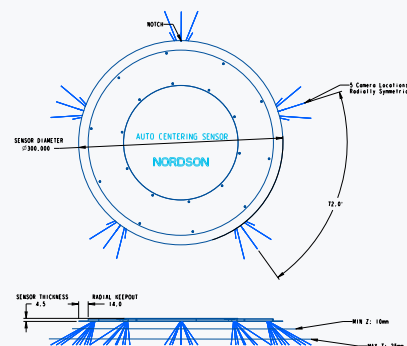 NOTCH
5 Camera Locations
Radially Symmetric
SENSOR DIAMETER
Ø300.000
AUTO CENTERING SENSOR
NORDSON
72.0°
SENSOR THICKNESS
4.5
RADIAL KEEPOUT
14.0
MIN Z: 10mm
MAX Z: